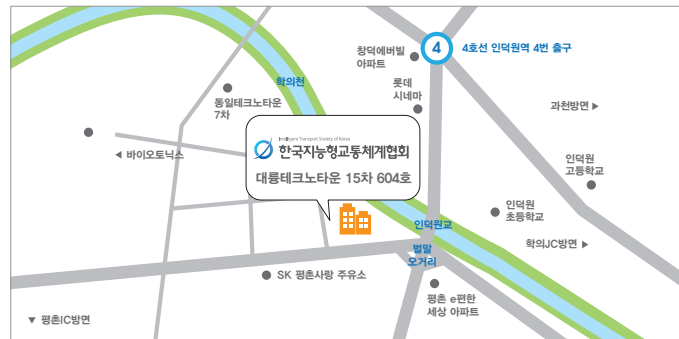 4
4호선 인덕원역 4번 출구
창덕에버빌
아파트
롯데
시네마
학의천
동일테크노타운
7차
과천방면 ▶
◀ 바이오토닉스
Intelligent Transport Society of Korea
한국지능형교통체계협회
대륭테크노타운 15차 604호
인덕원
고등학교
인덕원
초등학교
인덕원교
학의JC방면 ▶
벌말
오거리
SK 평촌사랑 주유소
평촌 e편한
세상 아파트
▼ 평촌IC방면